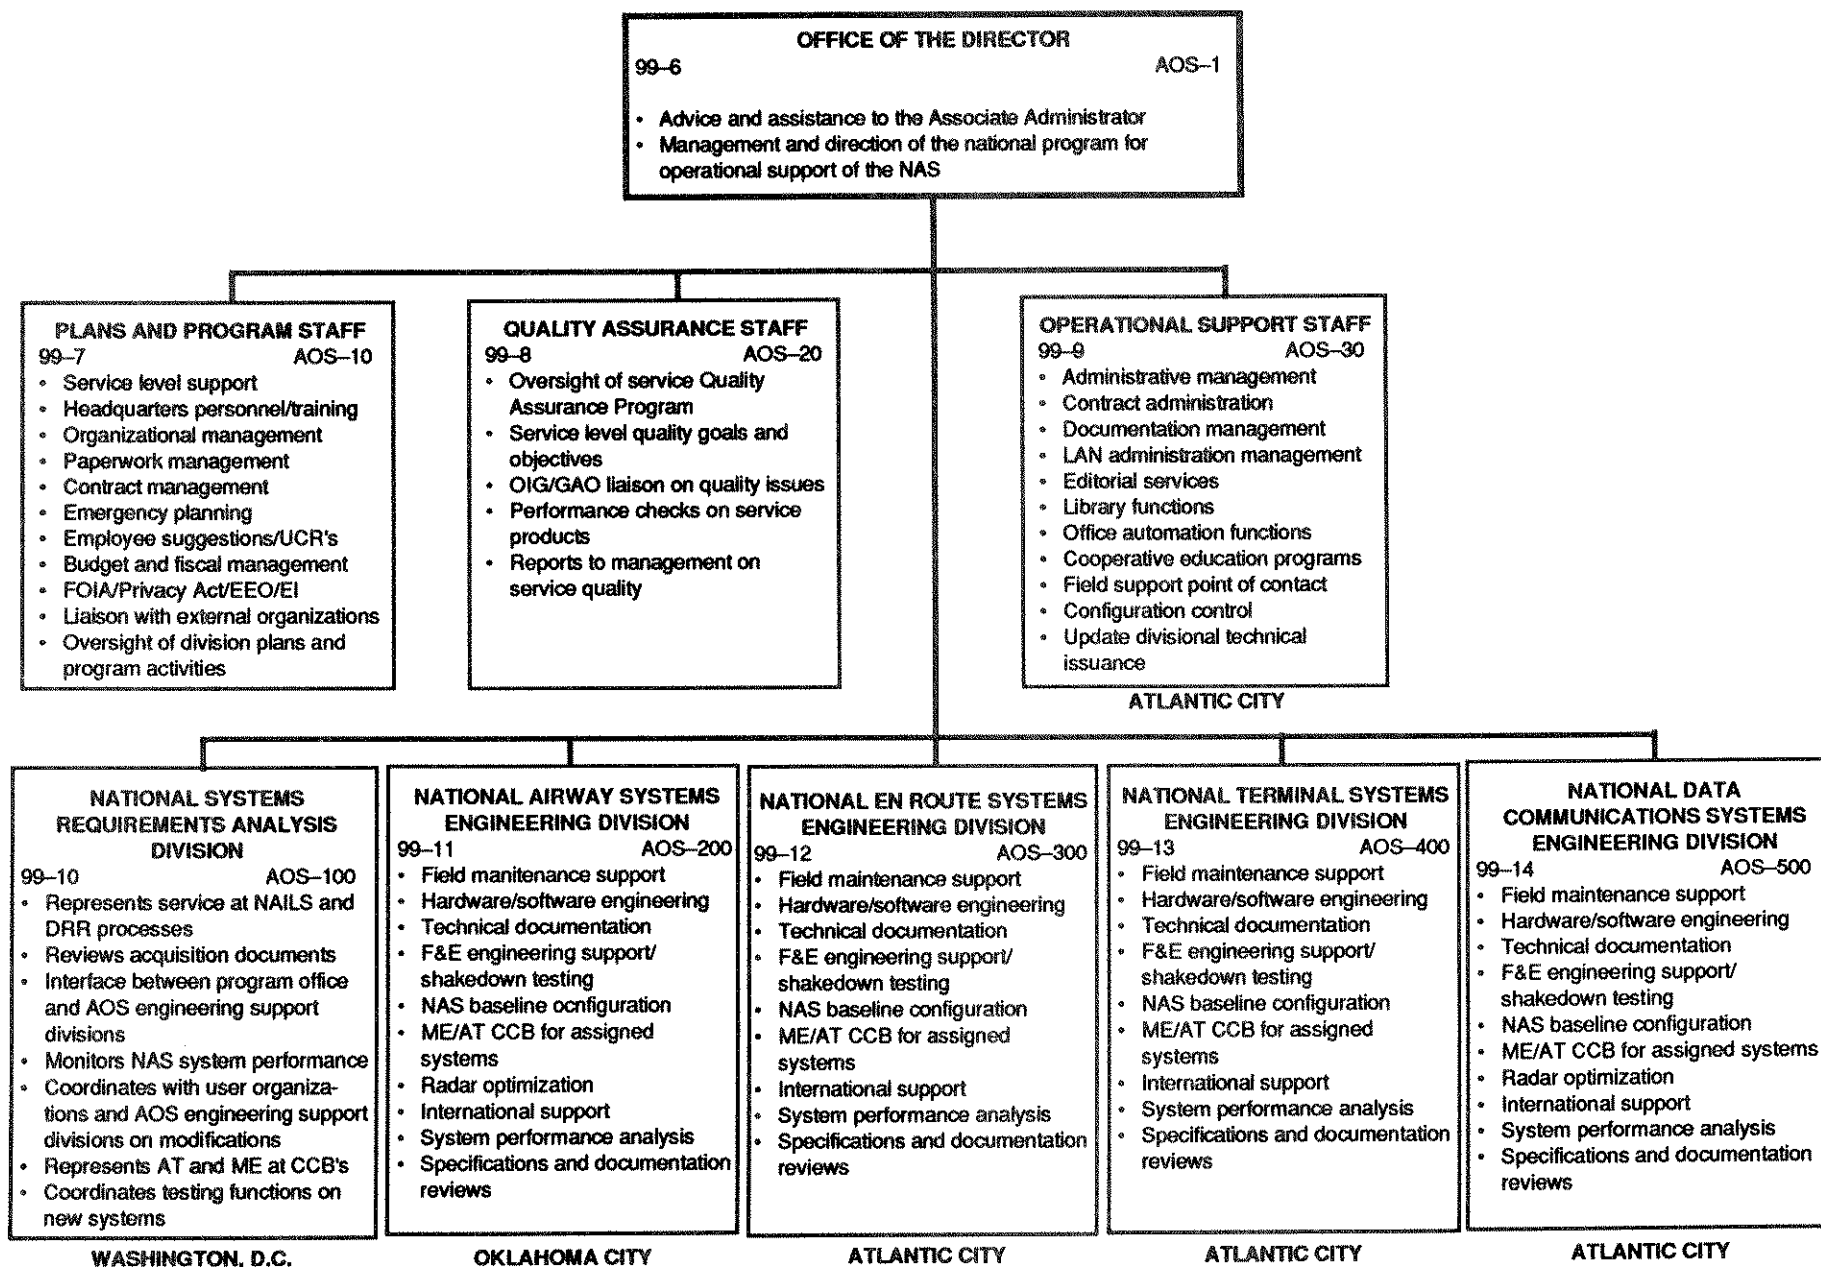 OFFICE OF THE DIRECTOR
99–6 AOS–1
• Advice and assistance to the Associate Administrator
• Management and direction of the national program for
operational support of the NAS
PLANS AND PROGRAM STAFF
99–7 AOS–10
• Service level support
• Headquarters personnel/training
• Organizational management
• Paperwork management
• Contract management
• Emergency planning
• Employee suggestions/UCR's
• Budget and fiscal management
• FOIA/Privacy Act/EEO/EI
• Liaison with external organizations
• Oversight of division plans and
program activities
QUALITY ASSURANCE STAFF
99–8 AOS–20
• Oversight of service Quality
Assurance Program
• Service level quality goals and
objectives
• OIG/GAO liaison on quality issues
• Performance checks on service
products
• Reports to management on
service quality
OPERATIONAL SUPPORT STAFF
99–9 AOS–30
• Administrative management
• Contract administration
• Documentation management
• LAN administration management
• Editorial services
• Library functions
• Office automation functions
• Cooperative education programs
• Field support point of contact
• Configuration control
• Update divisional technical
issuance
ATLANTIC CITY
NATIONAL SYSTEMS
REQUIREMENTS ANALYSIS
DIVISION
99–10 AOS–100
• Represents service at NAILS and
DRR processes
• Reviews acquisition documents
• Interface between program office
and AOS engineering support
divisions
• Monitors NAS system performance
• Coordinates with user organiza-
tions and AOS engineering support
divisions on modifications
• Represents AT and ME at CCB's
• Coordinates testing functions on
new systems
WASHINGTON, D.C.
NATIONAL AIRWAY SYSTEMS
ENGINEERING DIVISION
99–11 AOS–200
• Field manitenance support
• Hardware/software engineering
• Technical documentation
• F&E engineering support/
shakedown testing
• NAS baseline ocnfiguration
• ME/AT CCB for assigned
systems
• Radar optimization
• International support
• System performance analysis
• Specifications and documentation
reviews
OKLAHOMA CITY
NATIONAL EN ROUTE SYSTEMS
ENGINEERING DIVISION
99–12 AOS–300
• Field maintenance support
• Hardware/software engineering
• Technical documentation
• F&E engineering support/
shakedown testing
• NAS baseline configuration
• ME/AT CCB for assigned
systems
• International support
• System performance analysis
• Specifications and documentation
reviews
ATLANTIC CITY
NATIONAL TERMINAL SYSTEMS
ENGINEERING DIVISION
99–13 AOS–400
• Field maintenance support
• Hardware/software engineering
• Technical documentation
• F&E engineering support/
shakedown testing
• NAS baseline configuration
• ME/AT CCB for assigned
systems
• International support
• System performance analysis
• Specifications and documentation
reviews
ATLANTIC CITY
NATIONAL DATA
COMMUNICATIONS SYSTEMS
ENGINEERING DIVISION
99–14 AOS–500
• Field maintenance support
• Hardware/software engineering
• Technical documentation
• F&E engineering support/
shakedown testing
• NAS baseline configuration
• ME/AT CCB for assigned systems
• Radar optimization
• International support
• System performance analysis
• Specifications and documentation
reviews
ATLANTIC CITY